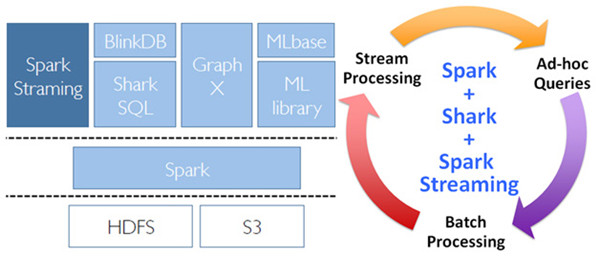 Spark
Straming
BlinkDB
Shark
SQL
Graph
X
MLbase
ML
library
Spark
HDFS
S3
Stream
Processing
Ad-hoc
Queries
Spark
+
Shark
+
Spark
Streaming
Batch
Processing